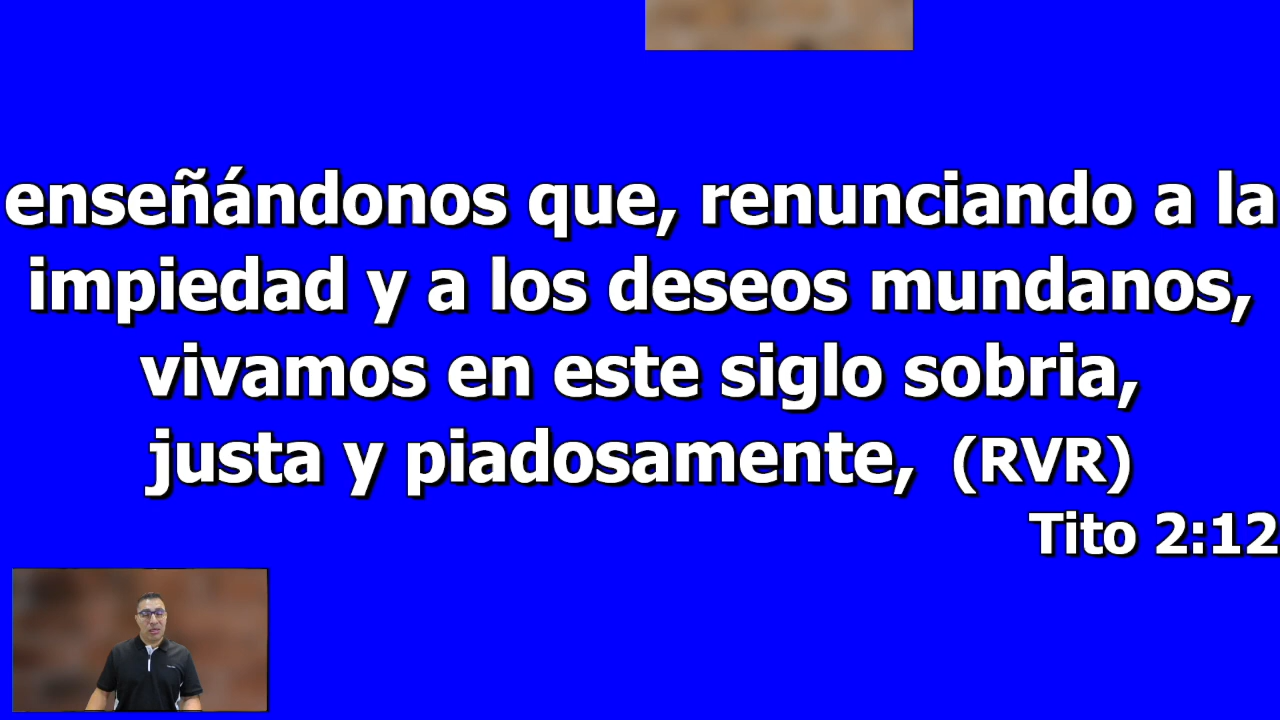 enseñándonos que, renunciando a la
impiedad y a los deseos mundanos,
vivamos en este siglo sobria,
justa y piadosamente, (RVR)
Tito 2:12